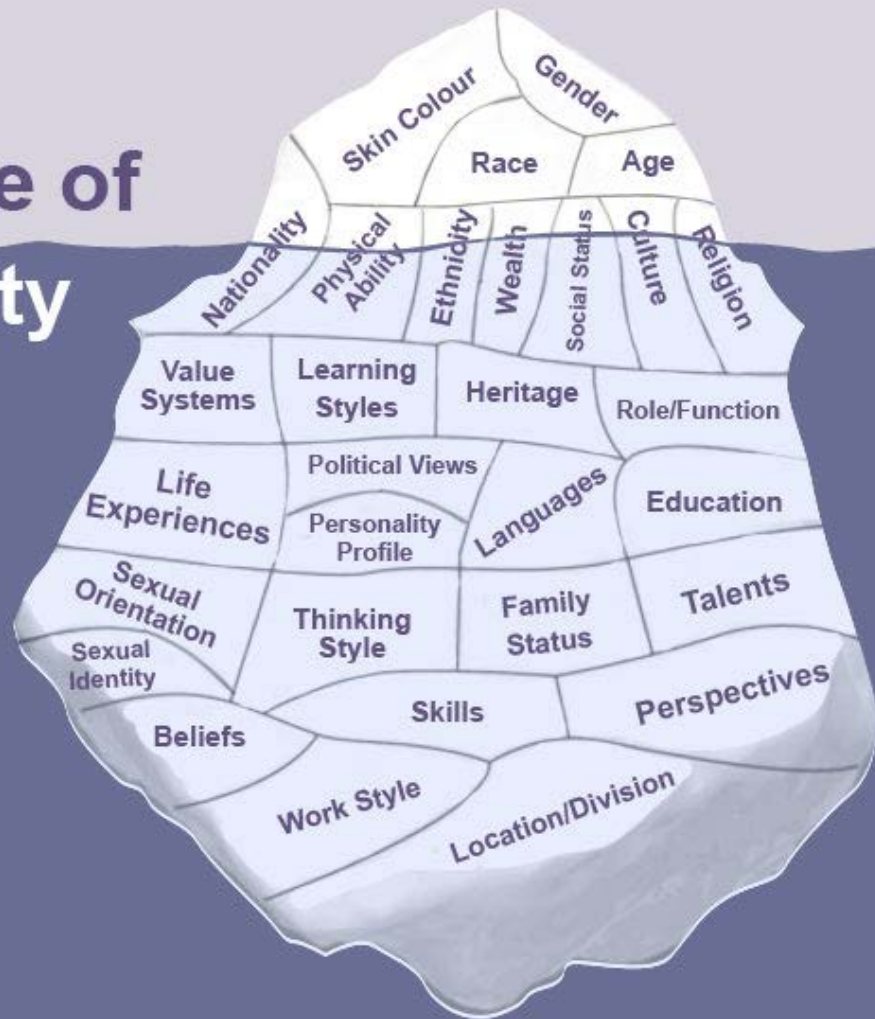 e of
ty
Skin Colour
Gender
Race
Age
Nationality
Physical
Ability
Ethnicity
Wealth
Social Status
Culture
Religion
Value
Systems
Learning
Styles
Heritage
Role/Function
Life
Experiences
Political Views
Personality
Profile
Languages
Education
Sexual
Orientation
Sexual
Identity
Thinking
Style
Family
Status
Talents
Beliefs
Skills
Perspectives
Work Style
Location/Division